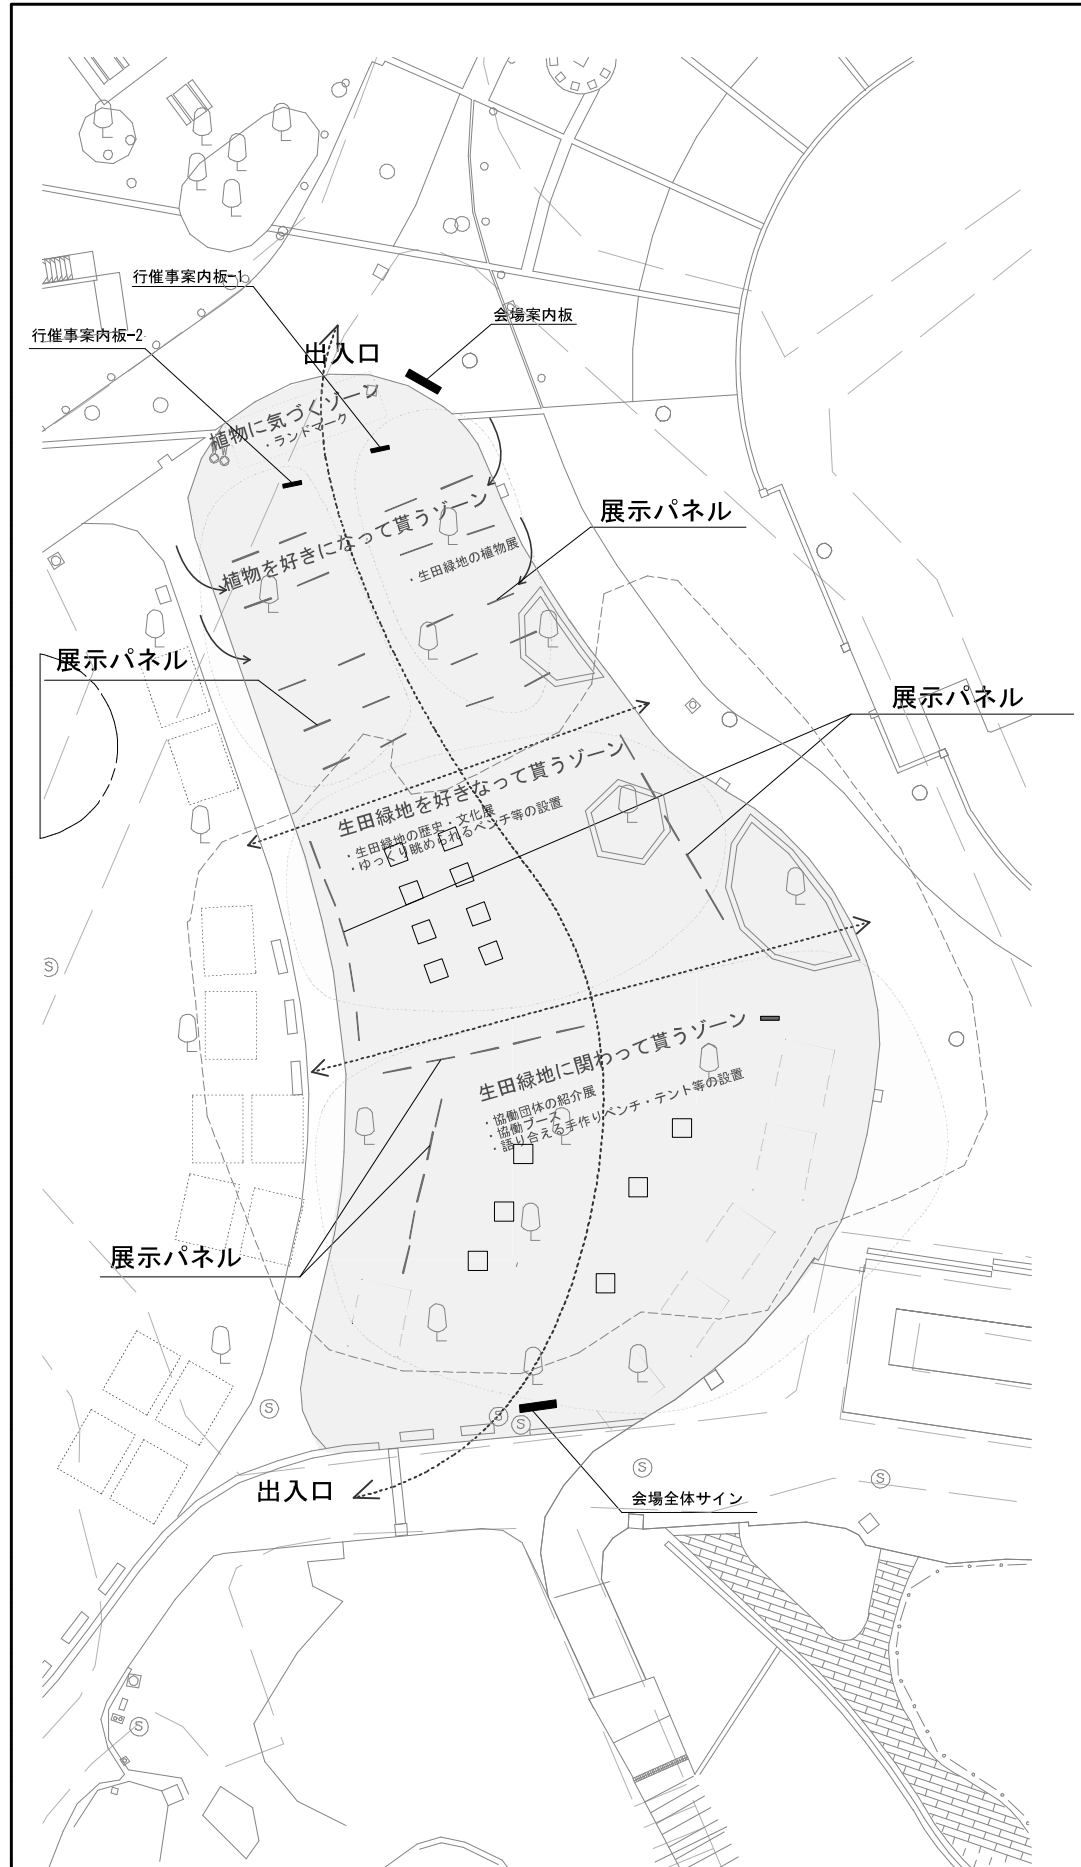 行催事案内板-1
会場案内板
行催事案内板-2
出入口
植物に気づくゾーン
・ランドマーク
展示パネル
植物を好きになって貰うゾーン
・生田緑地の植物展
展示パネル
展示パネル
生田緑地を好きなって貰うゾーン
・生田緑地の歴史・文化展
・ゆっくり眺められるベンチ等の設置
S
生田緑地に関わって貰うゾーン
・協働団体の紹介展
・協働ブース
・語り合える手作りベンチ・テント等の設置
展示パネル
S
S
S
S
S
出入口
会場全体サイン
S